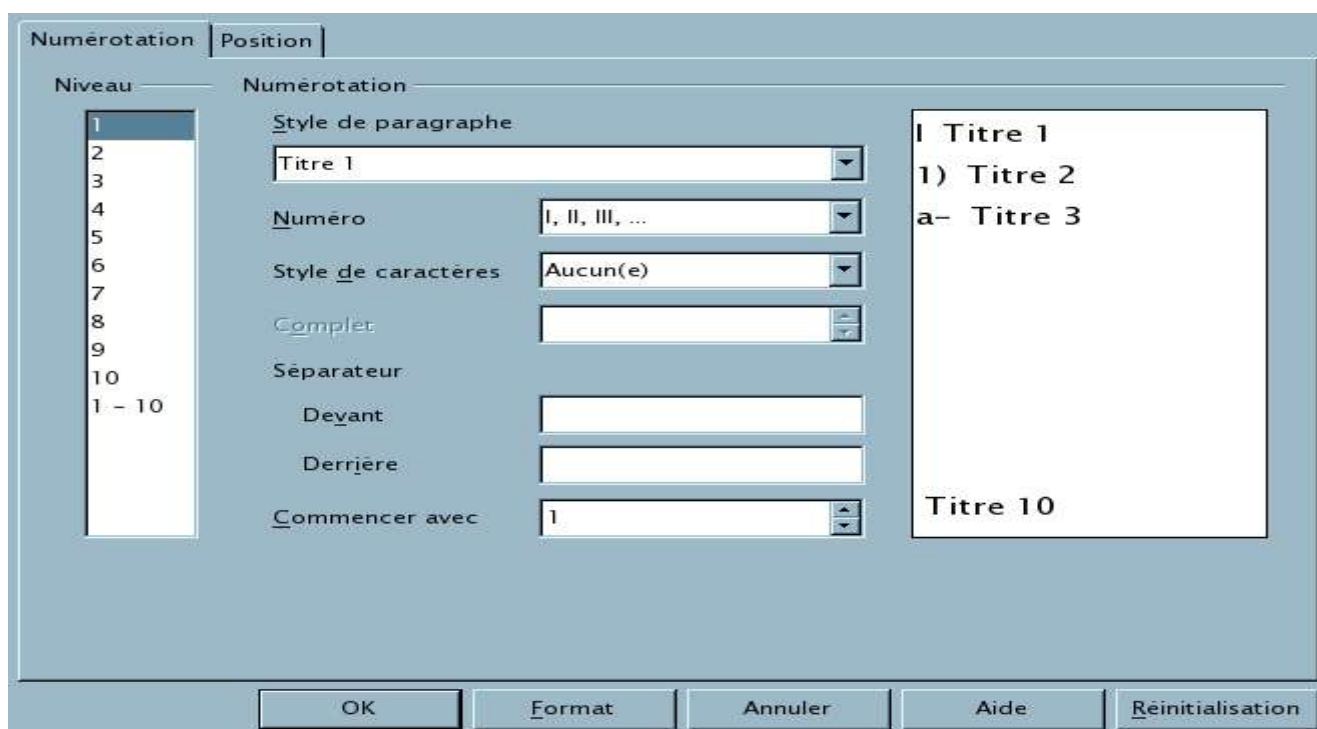 Numérotation Position
Niveau Numérotation
1
2
3
4
5
6
7
8
9
10
1 – 10
Style de paragraphe
Titre 1
Numéro I, II, III, ...
Style de caractères Aucun(e)
Complet
Séparateur
Devant
Derrière
Commencer avec 1
I Titre 1
1) Titre 2
a– Titre 3
Titre 10
OK Format Annuler Aide Réinitialisation